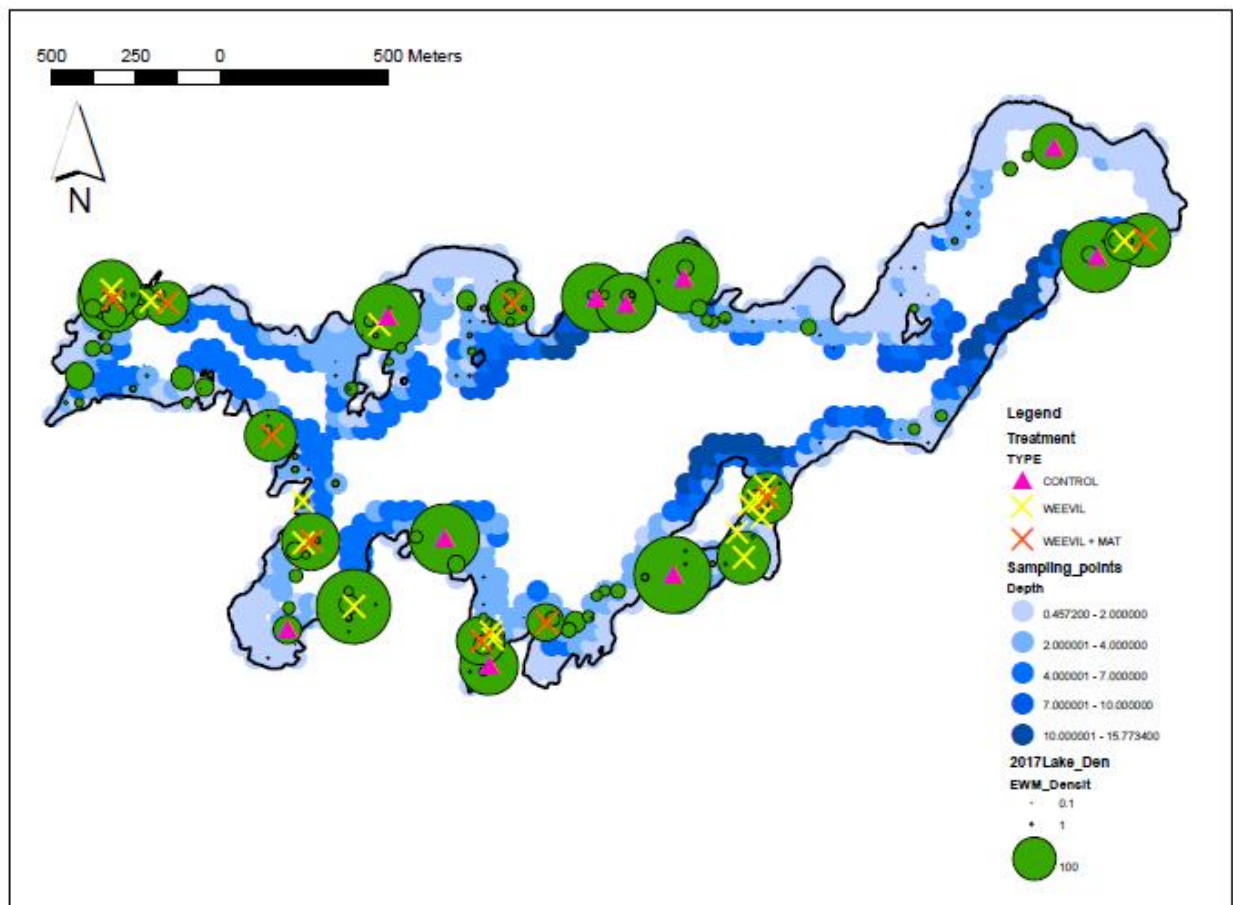 500 250 0 500 Meters
N
Legend
Treatment
TYPE
CONTROL
WEEVIL
WEEVIL + MAT
Sampling_points
Depth
0.457200 - 2.000000
2.000001 - 4.000000
4.000001 - 7.000000
7.000001 - 10.000000
10.000001 - 15.773400
2017Lake_Den
EWM_Densit
0.1
1
100